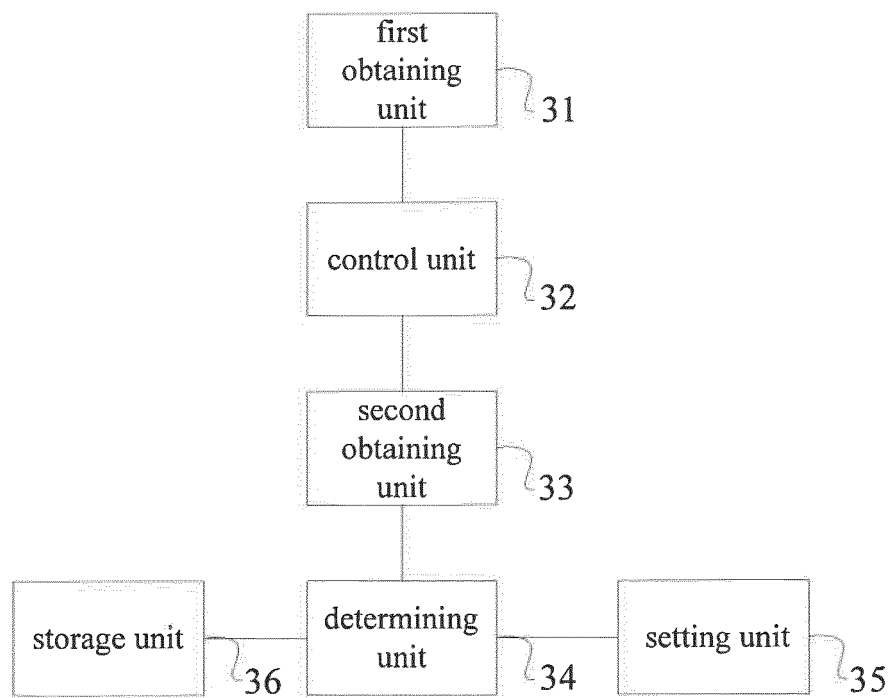 first
obtaining
unit
31
control unit
32
second
obtaining
unit
33
storage unit
36
determining
unit
34
setting unit
35